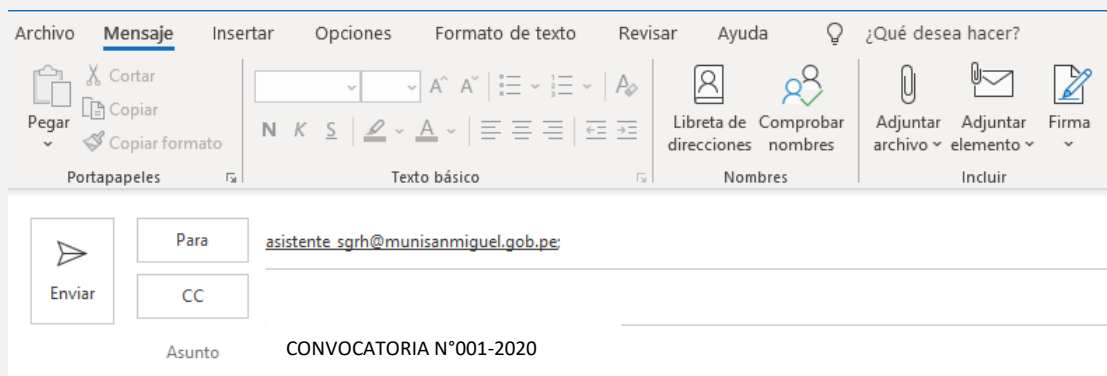 Archivo Mensaje Insertar Opciones Formato de texto Revisar Ayuda ¿Qué desea hacer?
Pegar
Cortar
Copiar
Copiar formato
Portapapeles
N K S A
Texto básico
Libreta de direcciones
Comprobar nombres
Nombres
Adjuntar archivo
Adjuntar elemento
Firma
Incluir
Enviar
Para asistente sgrh@munisanmiguel.gob.pe;
CC
Asunto CONVOCATORIA N°001-2020